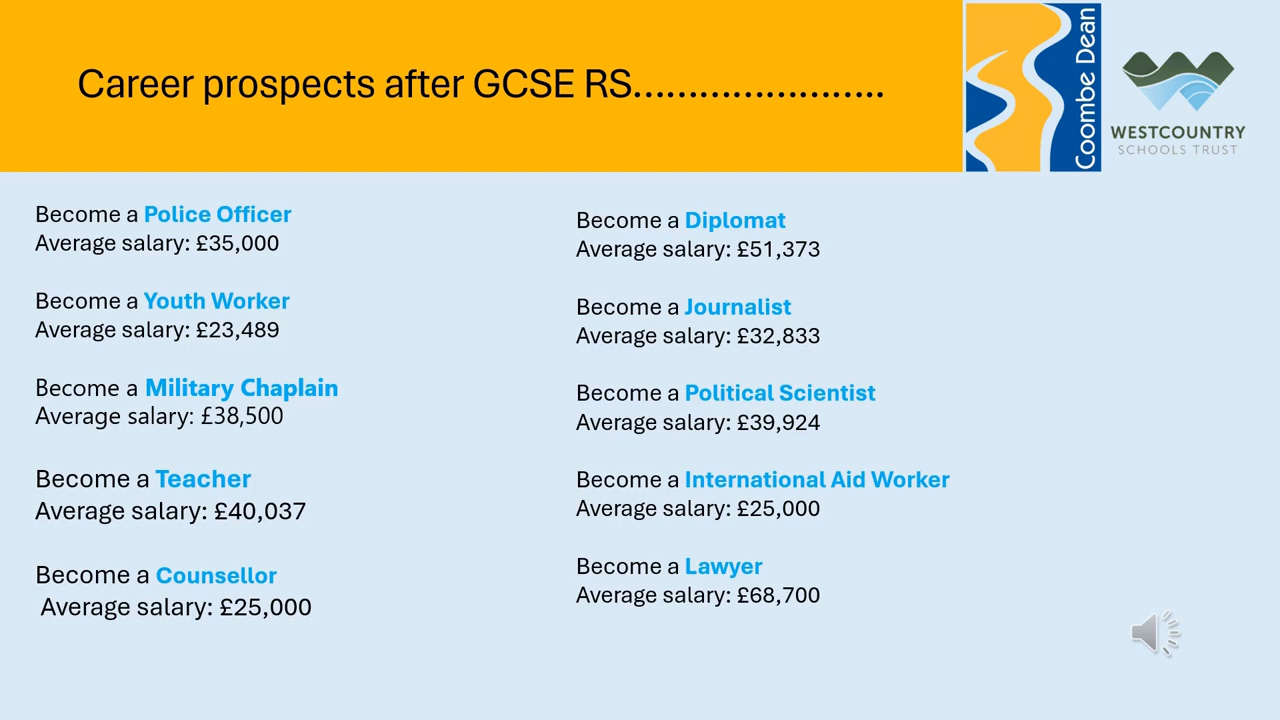 Career prospects after GCSE RS…………………..
Coombe Dean
WESTCOUNTRY
SCHOOLS TRUST
Become a Police Officer
Average salary: £35,000
Become a Youth Worker
Average salary: £23,489
Become a Military Chaplain
Average salary: £38,500
Become a Teacher
Average salary: £40,037
Become a Counsellor
Average salary: £25,000
Become a Diplomat
Average salary: £51,373
Become a Journalist
Average salary: £32,833
Become a Political Scientist
Average salary: £39,924
Become a International Aid Worker
Average salary: £25,000
Become a Lawyer
Average salary: £68,700